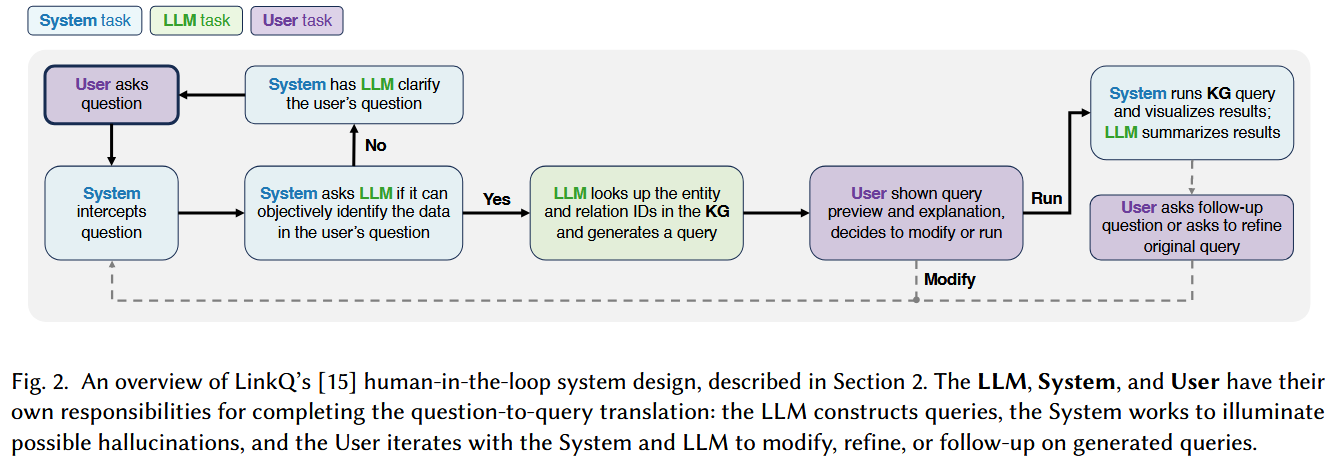 System task
LLM task
User task
User asks
question
System has LLM clarify
the user's question
No
System
intercepts
question
System asks LLM if it can
objectively identify the data
in the user's question
Yes
LLM looks up the entity
and relation IDs in the KG
and generates a query
User shown query
preview and explanation,
decides to modify or run
Run
Modify
System runs KG query
and visualizes results;
LLM summarizes results
User asks follow-up
question or asks to refine
original query
Fig. 2. An overview of LinkQ's [15] human-in-the-loop system design, described in Section 2. The LLM, System, and User have their
own responsibilities for completing the question-to-query translation: the LLM constructs queries, the System works to illuminate
possible hallucinations, and the User iterates with the System and LLM to modify, refine, or follow-up on generated queries.